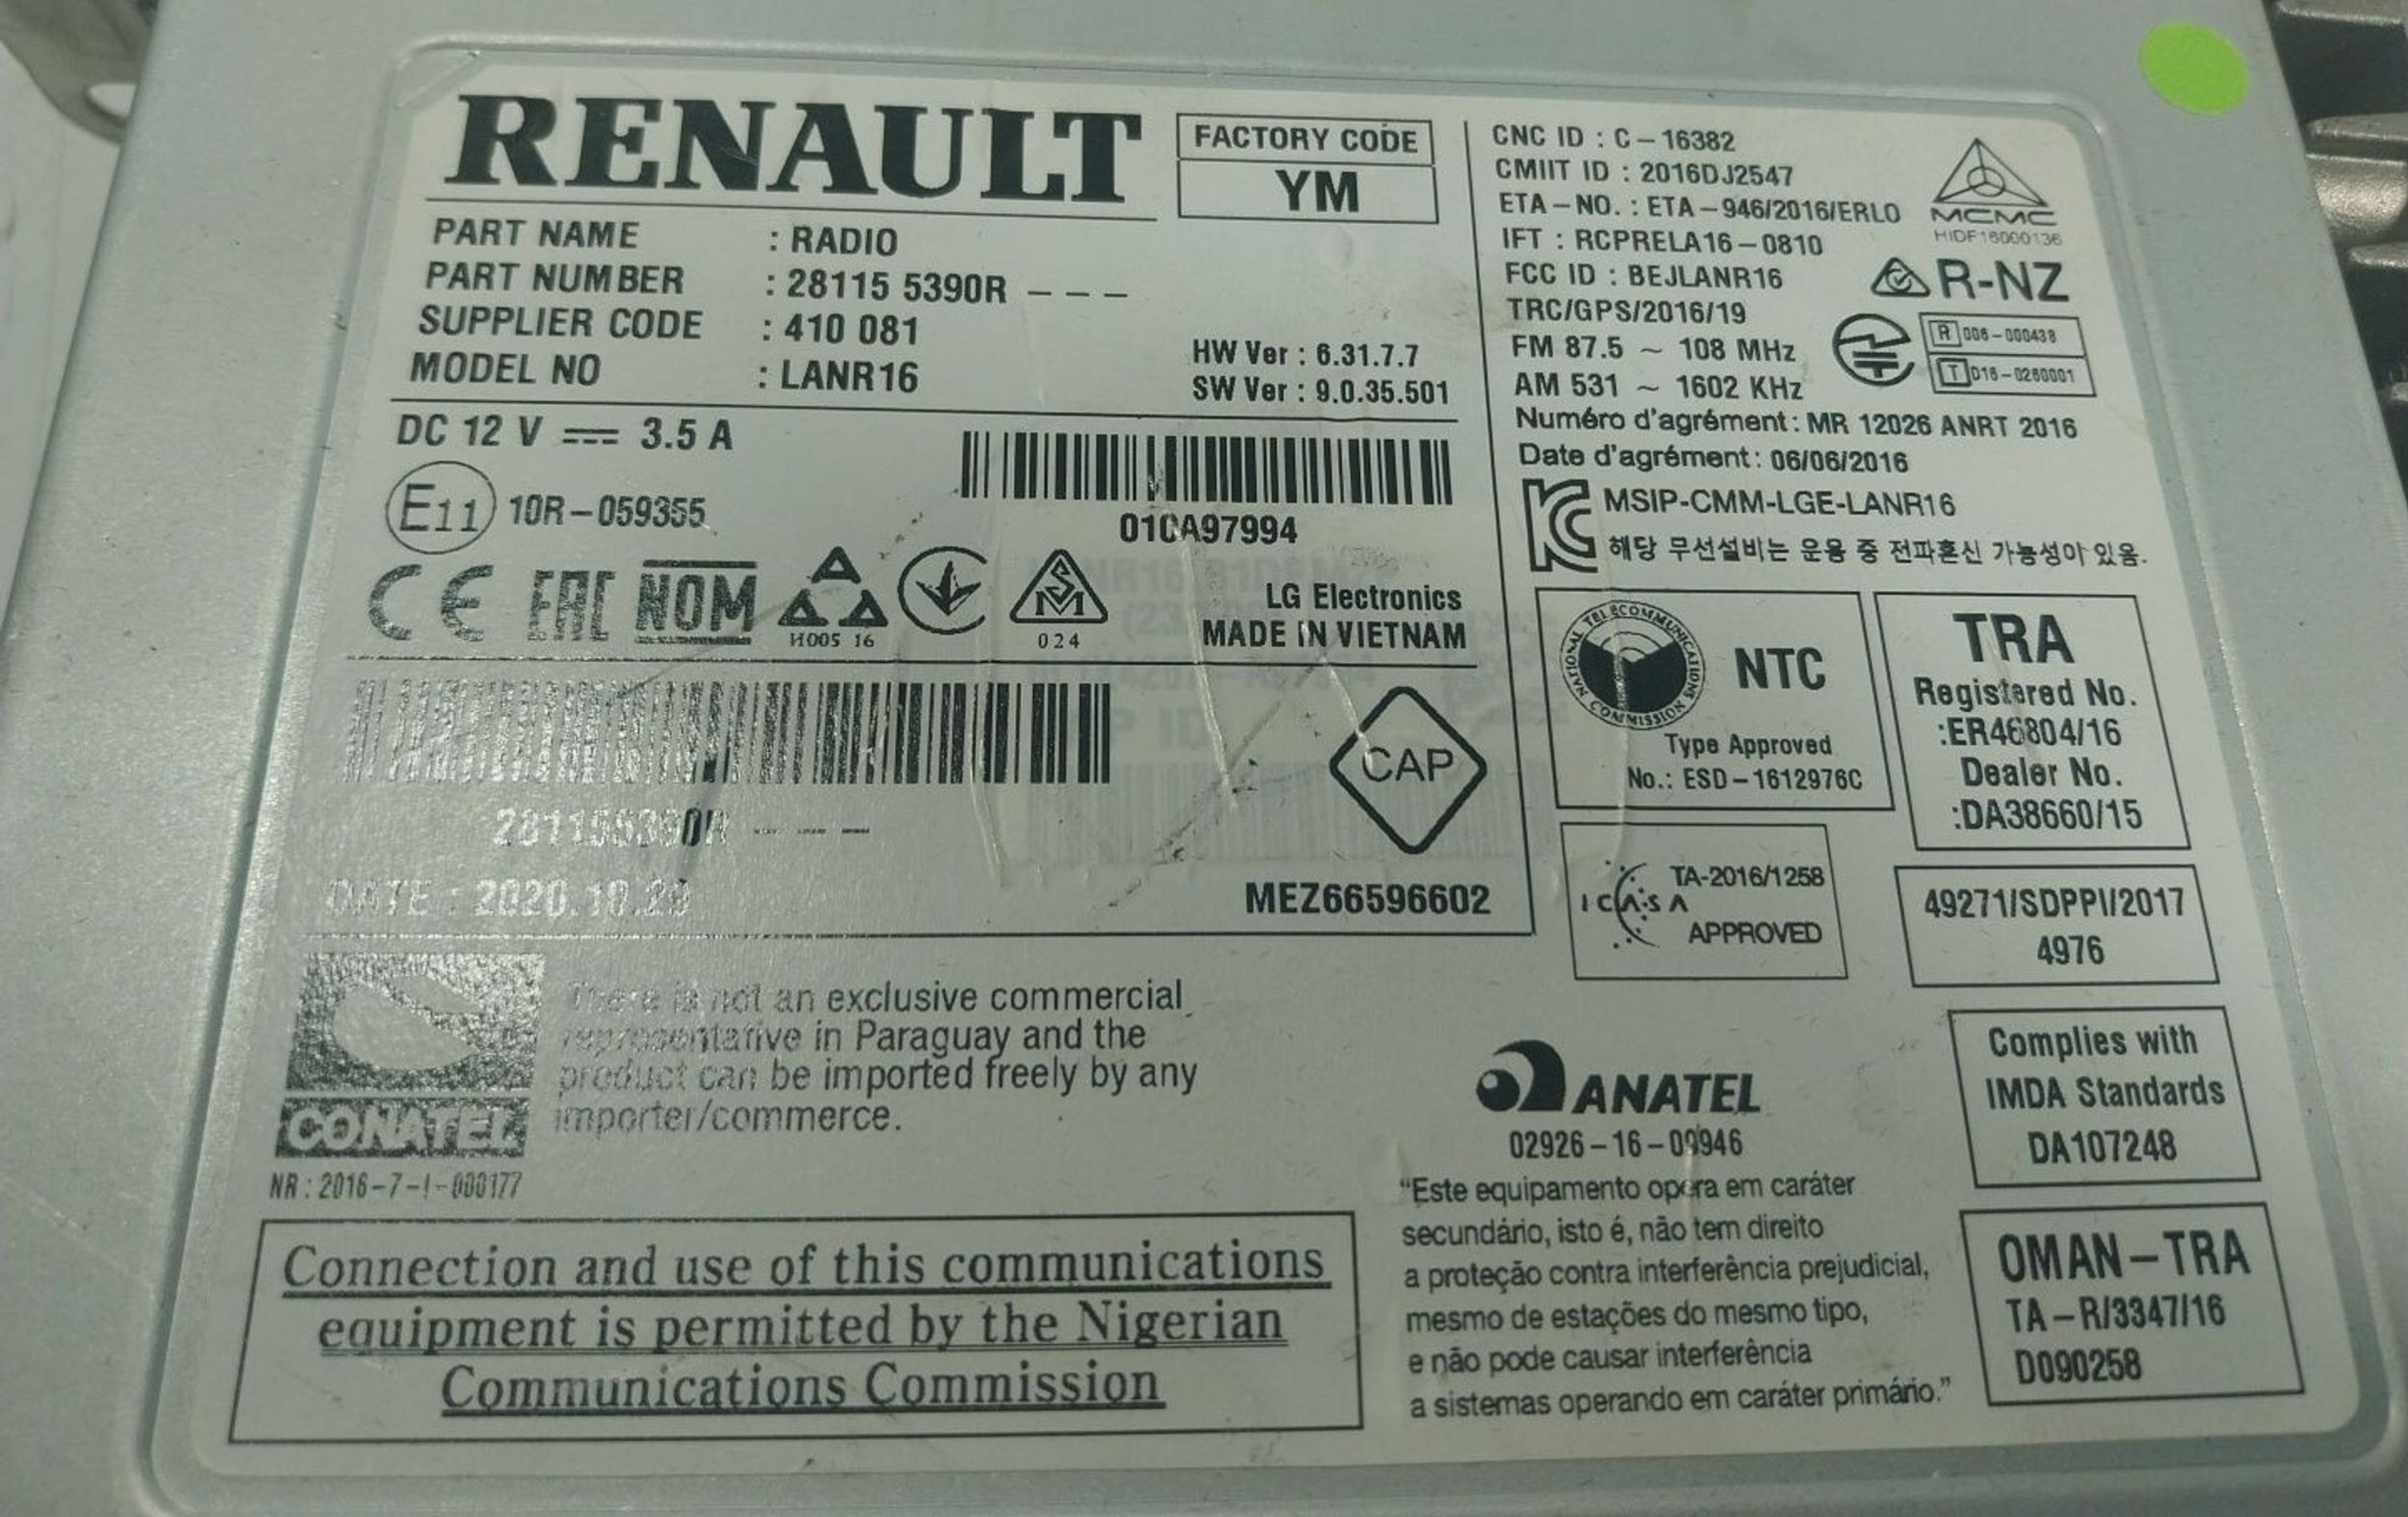 RENAULT
FACTORY CODE
YM
PART NAME : RADIO
PART NUMBER : 28115 5390R - - -
SUPPLIER CODE : 410 081
MODEL NO : LANR16
HW Ver : 6.31.7.7
SW Ver : 9.0.35.501
DC 12 V 3.5 A
E11 10R-059355
01CA97994
CE EAC NOM
H005 16
024
LG Electronics
MADE IN VIETNAM
281155390R - - -
CAP
DATE : 2020.10.29
MEZ66596602
CNC ID : C-16382
CMIIT ID : 2016DJ2547
ETA-NO. : ETA-946/2016/ERLO
IFT : RCPRELA16-0810
FCC ID : BEJLANR16
TRC/GPS/2016/19
FM 87.5 ~ 108 MHz
AM 531 ~ 1602 KHz
MCMC
HIDF16000136
R-NZ
R 006-000438
T D16-0260001
Numéro d'agrément : MR 12026 ANRT 2016
Date d'agrément : 06/06/2016
MSIP-CMM-LGE-LANR16
해당 무선설비는 운용 중 전파혼신 가능성이 있음.
NATIONAL TELECOMMUNICATIONS COMMISSION
NTC
Type Approved
No.: ESD-1612976C
TRA
Registered No.
:ER46804/16
Dealer No.
:DA38660/15
ICASA
TA-2016/1258
APPROVED
49271/SDPPI/2017
4976
CONATEL
NR : 2016-7-I-000177
There is not an exclusive commercial
representative in Paraguay and the
product can be imported freely by any
importer/commerce.
Connection and use of this communications
equipment is permitted by the Nigerian
Communications Commission
ANATEL
02926-16-09946
“Este equipamento opera em caráter
secundário, isto é, não tem direito
a proteção contra interferência prejudicial,
mesmo de estações do mesmo tipo,
e não pode causar interferência
a sistemas operando em caráter primário.”
Complies with
IMDA Standards
DA107248
OMAN-TRA
TA-R/3347/16
D090258